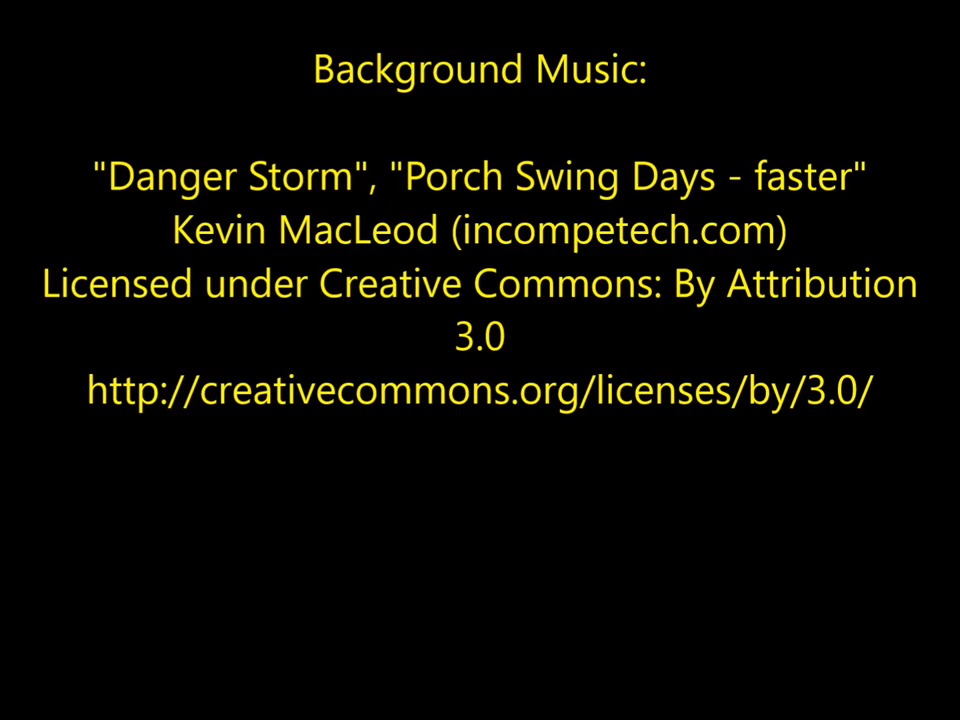 Background Music:
"Danger Storm", "Porch Swing Days - faster"
Kevin MacLeod (incompetech.com)
Licensed under Creative Commons: By Attribution
3.0
http://creativecommons.org/licenses/by/3.0/